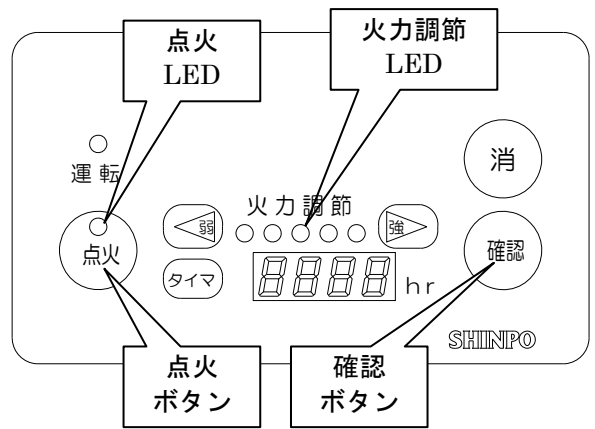 点火
LED
火力調節
LED
運転
消
火力調節
弱
強
点火
確認
タイマ
8888
hr
SHINPO
点火
ボタン
確認
ボタン